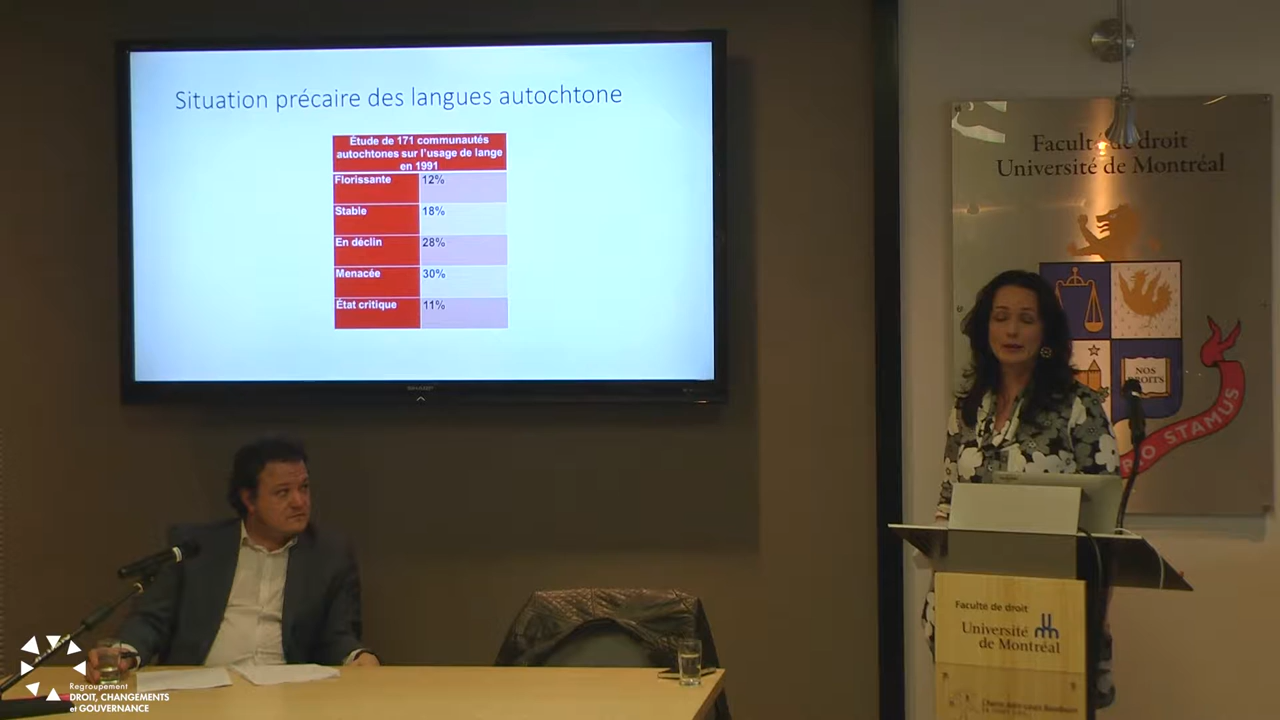 Situation précaire des langues autochtone
Étude de 171 communautés
autochtones sur l'usage de lange
en 1991
Florissante 12%
Stable 18%
En déclin 28%
Menacée 30%
État critique 11%
SHARP
Faculté de droit
Université de Montréal
NOS
DROITS
STAMUS
Faculté de droit
Université
de Montréal
Regroupement
DROIT, CHANGEMENTS
et GOUVERNANCE